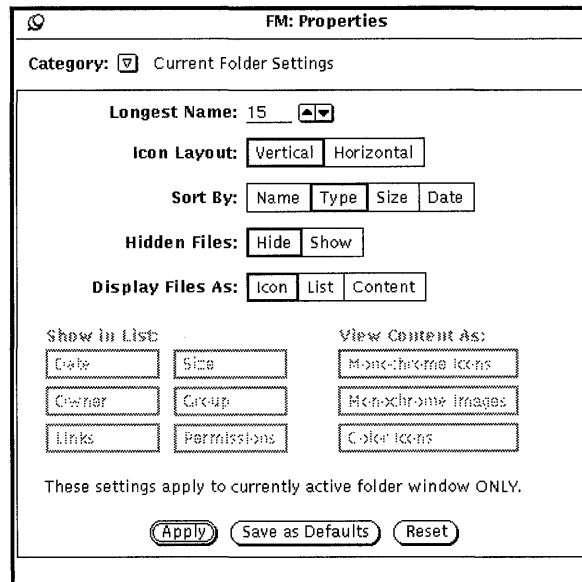 FM: Properties
Category: Current Folder Settings
Longest Name: 15
Icon Layout: Vertical Horizontal
Sort By: Name Type Size Date
Hidden Files: Hide Show
Display Files As: Icon List Content
Show in List: View Content As:
Date Size Monochrome Icons
Owner Group Monochrome Images
Links Permissions Color Icons
These settings apply to currently active folder window ONLY.
Apply Save as Defaults Reset